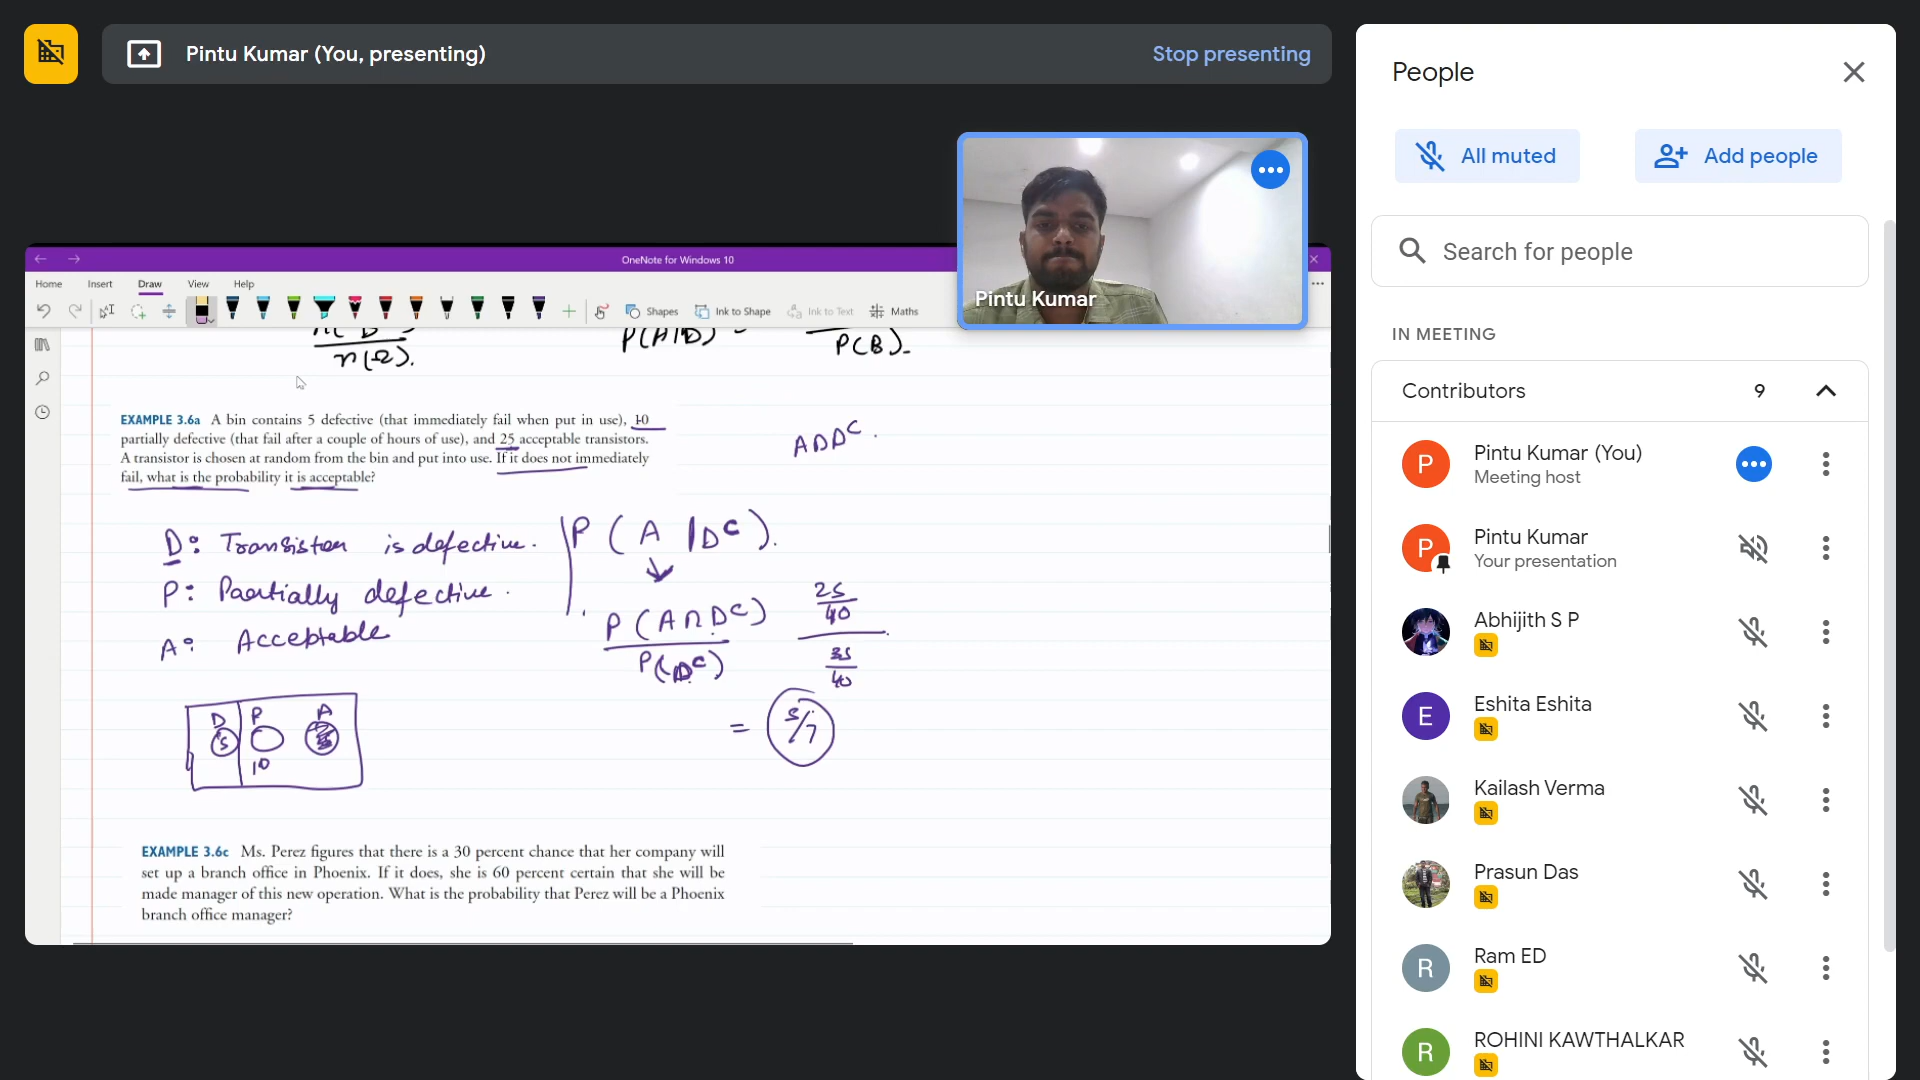 Pintu Kumar (You, presenting)
Stop presenting
Pintu Kumar
OneNote for Windows 10
Home Insert Draw View Help
Shapes Ink to Shape Ink to Text Maths
n(Ω).
P(A|B)
P(B)
EXAMPLE 3.6a A bin contains 5 defective (that immediately fail when put in use), 10
partially defective (that fail after a couple of hours of use), and 25 acceptable transistors.
A transistor is chosen at random from the bin and put into use. If it does not immediately
fail, what is the probability it is acceptable?
D: Transistor is defective.
P: Partially defective.
A: Acceptable
P(A|Dᶜ).
P(A∩Dᶜ)
P(Dᶜ)
25
40
35
40
= 5/7
D P A
5
10
EXAMPLE 3.6c Ms. Perez figures that there is a 30 percent chance that her company will
set up a branch office in Phoenix. If it does, she is 60 percent certain that she will be
made manager of this new operation. What is the probability that Perez will be a Phoenix
branch office manager?
People
All muted
Add people
Search for people
IN MEETING
Contributors 9
P Pintu Kumar (You)
Meeting host
P Pintu Kumar
Your presentation
Abhijith S P
E Eshita Eshita
Kailash Verma
Prasun Das
R Ram ED
R ROHINI KAWTHALKAR